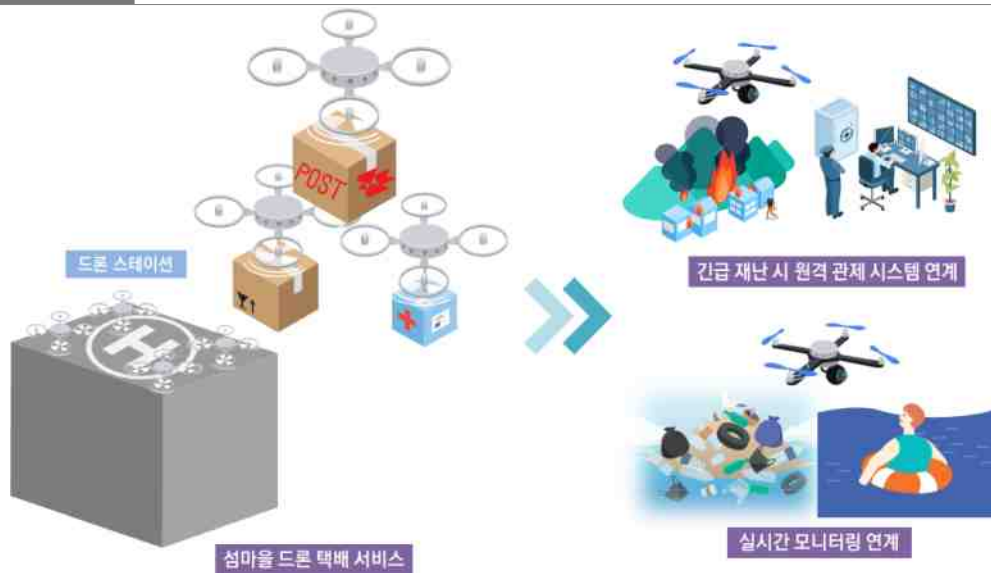 POST
드론 스테이션
H
섬마을 드론 택배 서비스
긴급 재난 시 원격 관제 시스템 연계
실시간 모니터링 연계